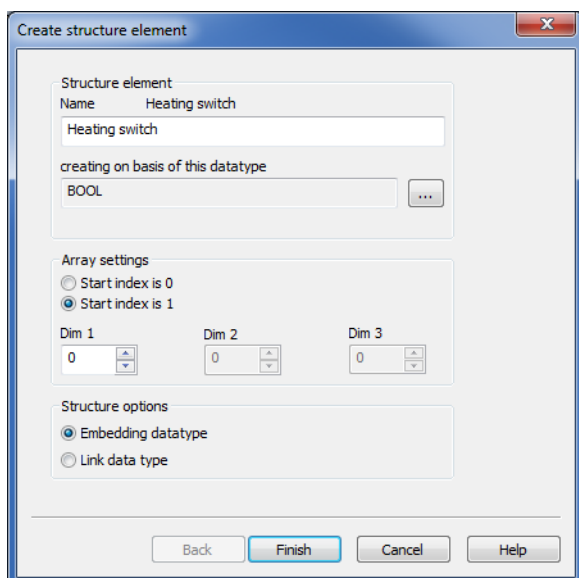 Create structure element
Structure element
Name Heating switch
Heating switch
creating on basis of this datatype
BOOL
...
Array settings
Start index is 0
Start index is 1
Dim 1 Dim 2 Dim 3
0 0 0
Structure options
Embedding datatype
Link data type
Back Finish Cancel Help